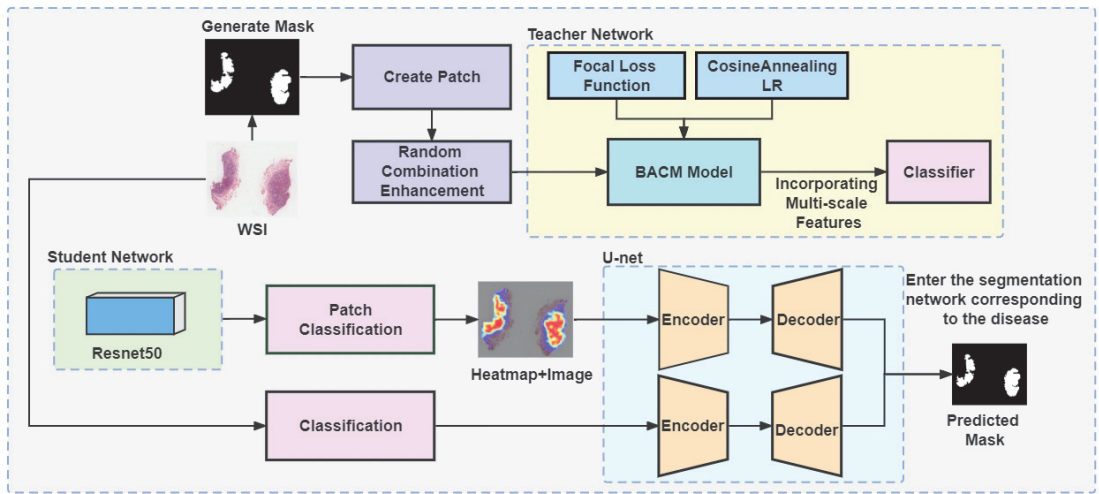 Generate Mask
Teacher Network
Create Patch
Focal Loss
Function
CosineAnnealing
LR
Random
Combination
Enhancement
BACM Model
Classifier
Incorporating
Multi-scale
Features
WSI
Student Network
U-net
Resnet50
Patch
Classification
Heatmap+Image
Encoder
Decoder
Enter the segmentation
network corresponding
to the disease
Classification
Encoder
Decoder
Predicted
Mask